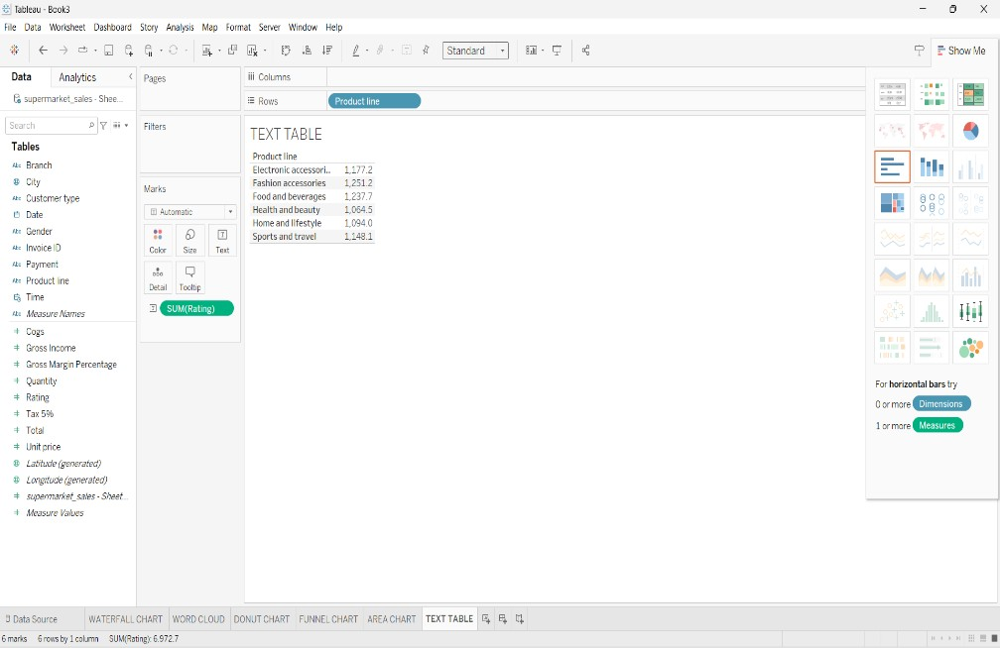 Tableau - Book3
File Data Worksheet Dashboard Story Analysis Map Format Server Window Help
Standard
Show Me
Data Analytics
supermarket_sales - Shee...
Search
Tables
Abc Branch
City
Abc Customer type
Date
Abc Gender
Abc Invoice ID
Abc Payment
Abc Product line
Time
Abc Measure Names
Cogs
Gross Income
Gross Margin Percentage
Quantity
Rating
Tax 5%
Total
Unit price
Latitude (generated)
Longitude (generated)
supermarket_sales - Sheet...
Measure Values
Pages
Filters
Marks
Automatic
Color Size Text
Detail Tooltip
SUM(Rating)
Columns
Rows Product line
TEXT TABLE
Product line
Electronic accessori.. 1,177.2
Fashion accessories 1,251.2
Food and beverages 1,237.7
Health and beauty 1,064.5
Home and lifestyle 1,094.0
Sports and travel 1,148.1
For horizontal bars try
0 or more Dimensions
1 or more Measures
Data Source WATERFALL CHART WORD CLOUD DONUT CHART FUNNEL CHART AREA CHART TEXT TABLE
6 marks 6 rows by 1 column SUM(Rating): 6,972.7